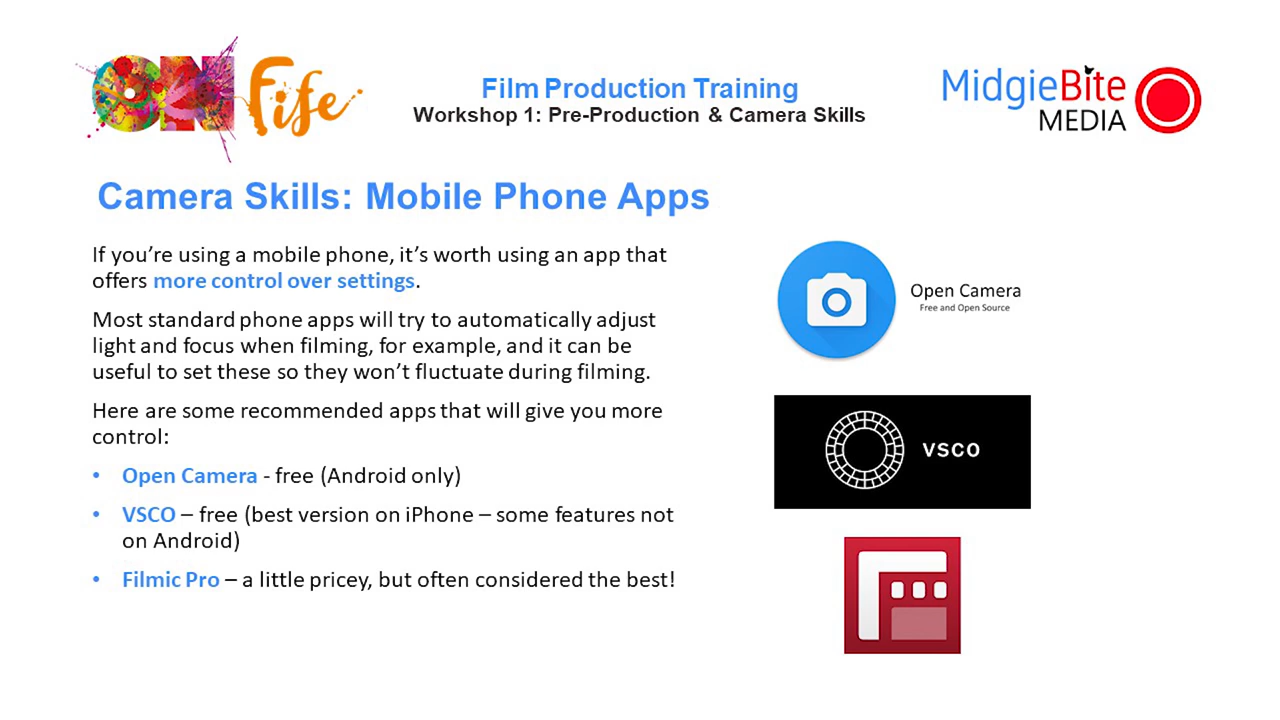 ON Fife
Film Production Training
Workshop 1: Pre-Production & Camera Skills
MidgieBite
MEDIA
Camera Skills: Mobile Phone Apps
If you’re using a mobile phone, it’s worth using an app that
offers more control over settings.
Most standard phone apps will try to automatically adjust
light and focus when filming, for example, and it can be
useful to set these so they won’t fluctuate during filming.
Here are some recommended apps that will give you more
control:
• Open Camera - free (Android only)
• VSCO – free (best version on iPhone – some features not
on Android)
• Filmic Pro – a little pricey, but often considered the best!
Open Camera
Free and Open Source
VSCO